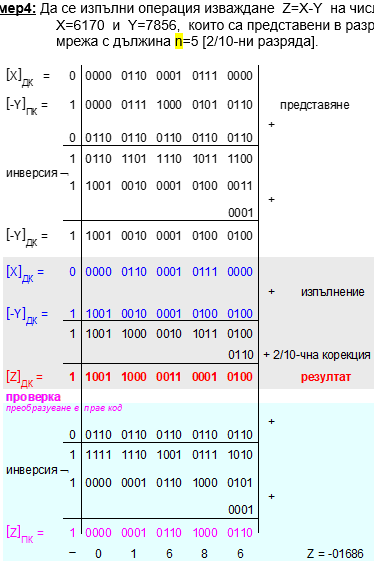 мер4: Да се изпълни операция изваждане Z=X-Y на числ
X=6170 и Y=7856, които са представени в разр
мрежа с дължина n=5 [2/10-ни разряда].
[X]ДК = 0 0000 0110 0001 0111 0000
[-Y]ПК = 1 0000 0111 1000 0101 0110 представяне
+
0 0110 0110 0110 0110 0110
1 0110 1101 1110 1011 1100
инверсия ¬
1 1001 0010 0001 0100 0011
+
0001
[-Y]ДК = 1 1001 0010 0001 0100 0100
[X]ДК = 0 0000 0110 0001 0111 0000
+ изпълнение
[-Y]ДК = 1 1001 0010 0001 0100 0100
1 1001 1000 0010 1011 0100
0110 + 2/10-чна корекция
[Z]ДК = 1 1001 1000 0011 0001 0100 резултат
проверка
преобразуване в прав код
+
0 0110 0110 0110 0110 0110
1 1111 1110 1001 0111 1010
инверсия ¬
1 0000 0001 0110 1000 0101
+
0001
[Z]ПК = 1 0000 0001 0110 1000 0110
– 0 1 6 8 6 Z = -01686